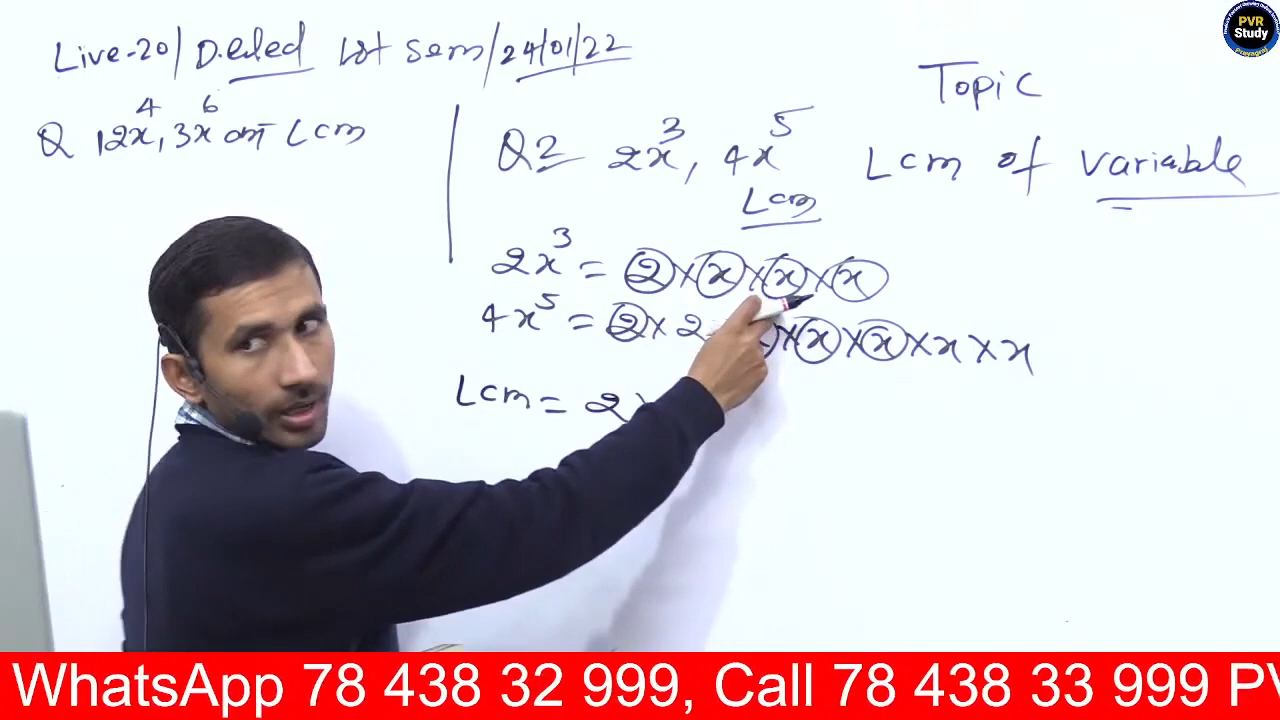 Live-20/ D.el.ed Ist sem/24/01/22
Q 12x⁴, 3x⁶ का Lcm
Q2 2x³, 4x⁵
Lcm
Topic
Lcm of variable
2x³ = 2×x×x×x
4x⁵ = 2×2 ×x×x×x×x
Lcm = 2×
PVR
Study
Prayagraj
WhatsApp 78 438 32 999, Call 78 438 33 999 PV